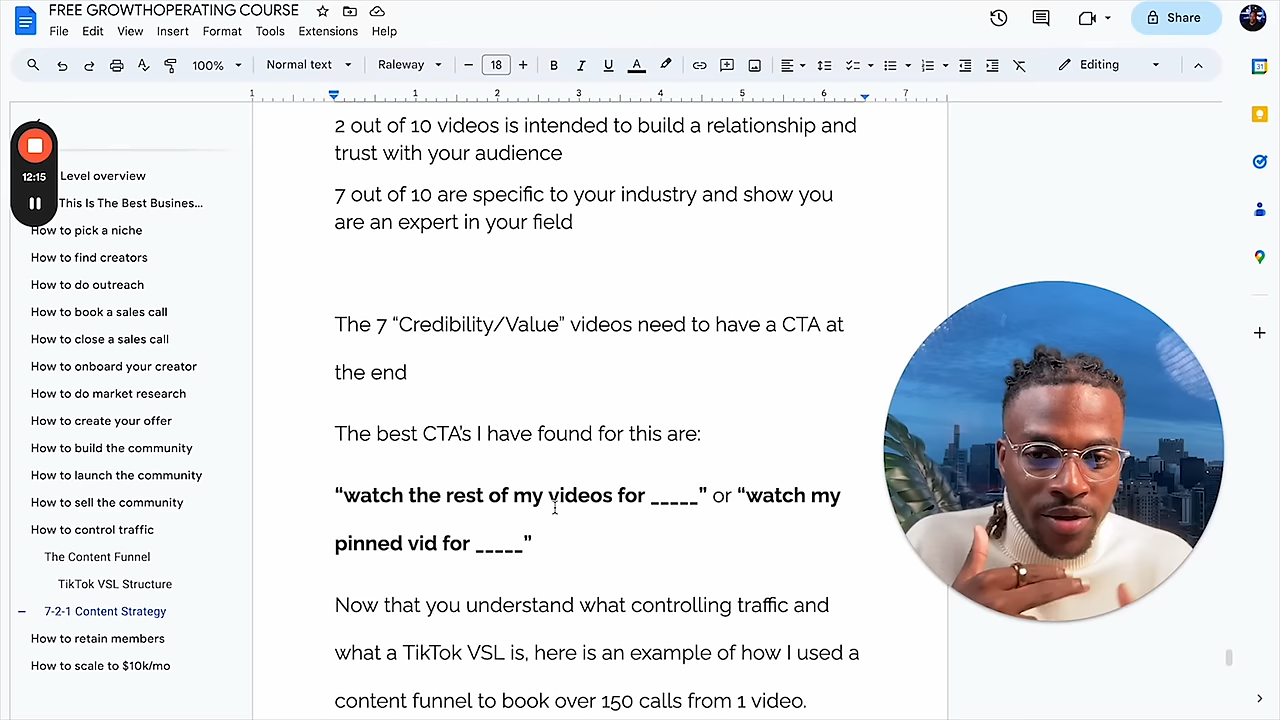 FREE GROWTHOPERATING COURSE
File Edit View Insert Format Tools Extensions Help
Share
100% Normal text Raleway 18 B I U A Editing
1 1 2 3 4 5 6 7
12:15
Level overview
This Is The Best Busines...
How to pick a niche
How to find creators
How to do outreach
How to book a sales call
How to close a sales call
How to onboard your creator
How to do market research
How to create your offer
How to build the community
How to launch the community
How to sell the community
How to control traffic
The Content Funnel
TikTok VSL Structure
7-2-1 Content Strategy
How to retain members
How to scale to $10k/mo
2 out of 10 videos is intended to build a relationship and
trust with your audience
7 out of 10 are specific to your industry and show you
are an expert in your field
The 7 “Credibility/Value” videos need to have a CTA at
the end
The best CTA’s I have found for this are:
“watch the rest of my videos for _____” or “watch my
pinned vid for _____”
Now that you understand what controlling traffic and
what a TikTok VSL is, here is an example of how I used a
content funnel to book over 150 calls from 1 video.
31